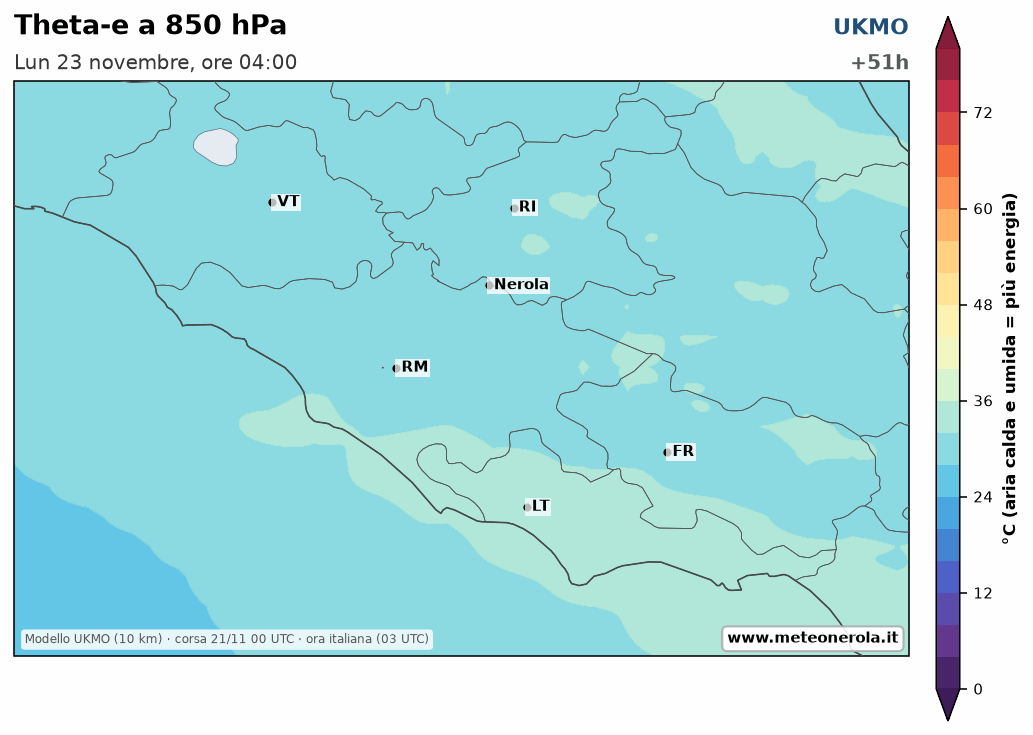 Theta-e a 850 hPa
UKMO
Lun 23 novembre, ore 04:00
+51h
VT
RI
Nerola
RM
FR
LT
Modello UKMO (10 km) · corsa 21/11 00 UTC · ora italiana (03 UTC)
www.meteonerola.it
72
60
48
36
24
12
0
°C (aria calda e umida = più energia)